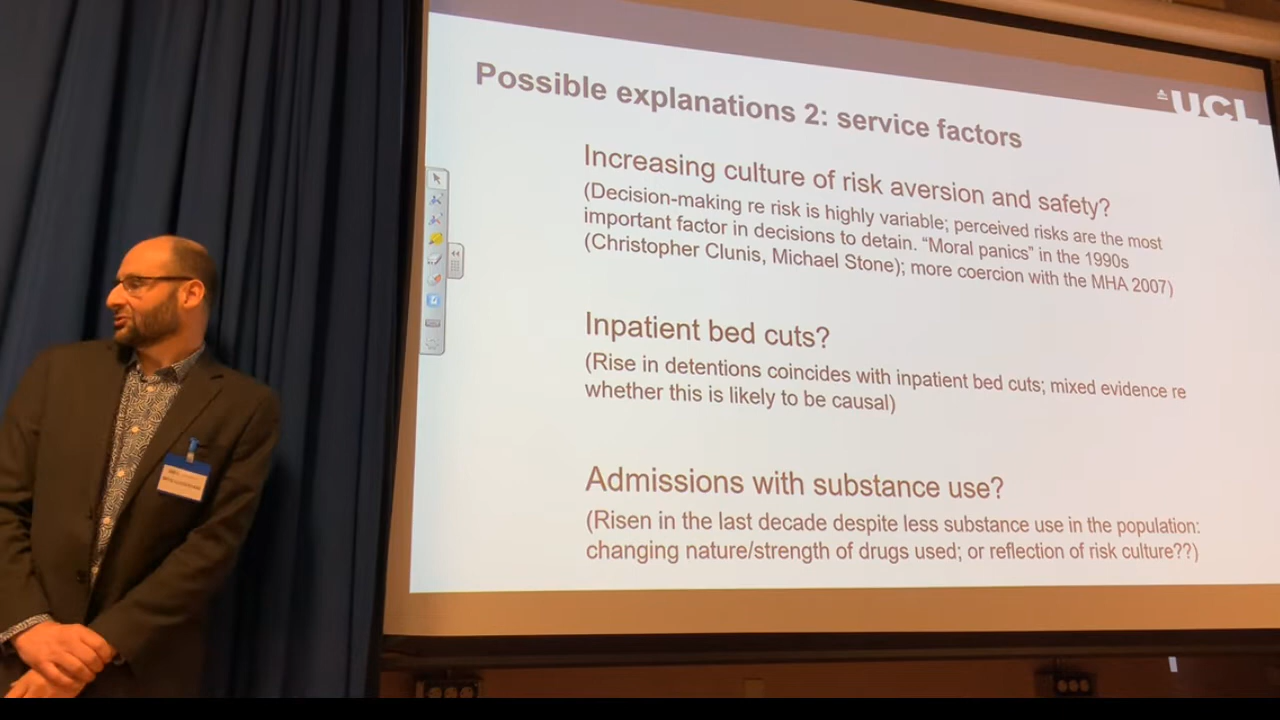 UCL
Possible explanations 2: service factors
Increasing culture of risk aversion and safety?
(Decision-making re risk is highly variable; perceived risks are the most
important factor in decisions to detain. “Moral panics” in the 1990s
(Christopher Clunis, Michael Stone); more coercion with the MHA 2007)
Inpatient bed cuts?
(Rise in detentions coincides with inpatient bed cuts; mixed evidence re
whether this is likely to be causal)
Admissions with substance use?
(Risen in the last decade despite less substance use in the population:
changing nature/strength of drugs used; or reflection of risk culture??)